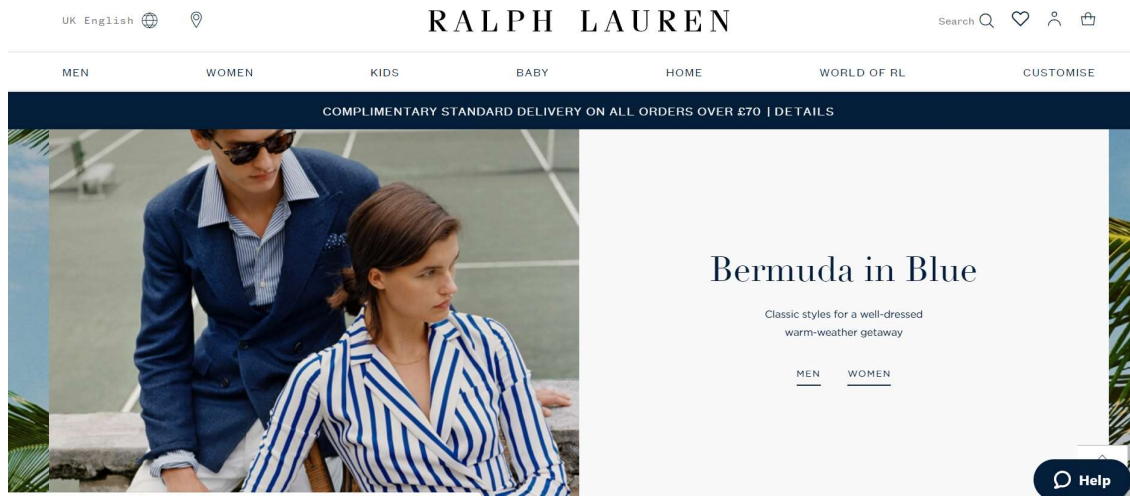 UK English
RALPH LAUREN
Search
MEN WOMEN KIDS BABY HOME WORLD OF RL CUSTOMISE
COMPLIMENTARY STANDARD DELIVERY ON ALL ORDERS OVER £70 | DETAILS
Bermuda in Blue
Classic styles for a well-dressed
warm-weather getaway
MEN WOMEN
Help